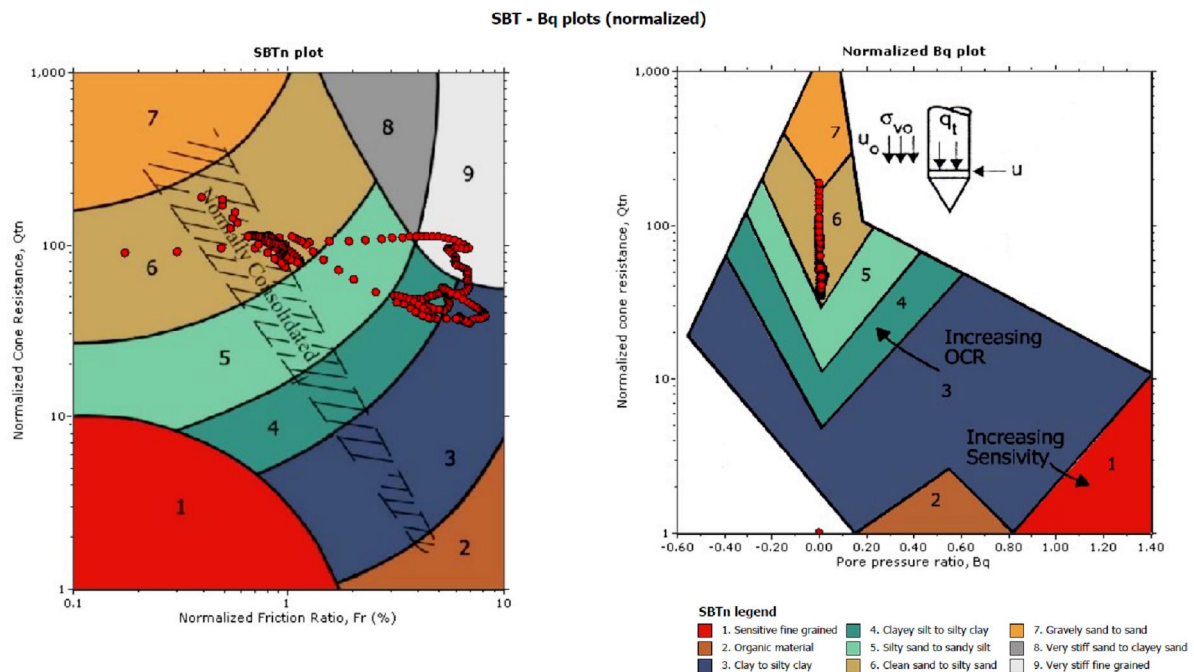 SBT - Bq plots (normalized)
SBTn plot
Normalized Cone Resistance, Qtn
1,000
100
10
1
7
8
9
6
5
4
3
1
2
Normally Consolidated
0.1
1
10
Normalized Friction Ratio, Fr (%)
Normalized Bq plot
Normalized cone resistance, Qtn
1,000
100
10
1
7
6
5
4
3
2
1
σvo
uo
qt
u
Increasing
OCR
Increasing
Sensivity
-0.60 -0.40 -0.20 0.00 0.20 0.40 0.60 0.80 1.00 1.20 1.40
Pore pressure ratio, Bq
SBTn legend
1. Sensitive fine grained
2. Organic material
3. Clay to silty clay
4. Clayey silt to silty clay
5. Silty sand to sandy silt
6. Clean sand to silty sand
7. Gravely sand to sand
8. Very stiff sand to clayey sand
9. Very stiff fine grained